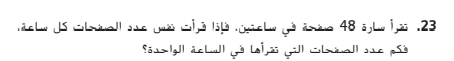 23. تقرأ سارة 48 صفحة في ساعتين. فإذا قرأت نفس عدد الصفحات كل ساعة،
فكم عدد الصفحات التي تقرأها في الساعة الواحدة؟